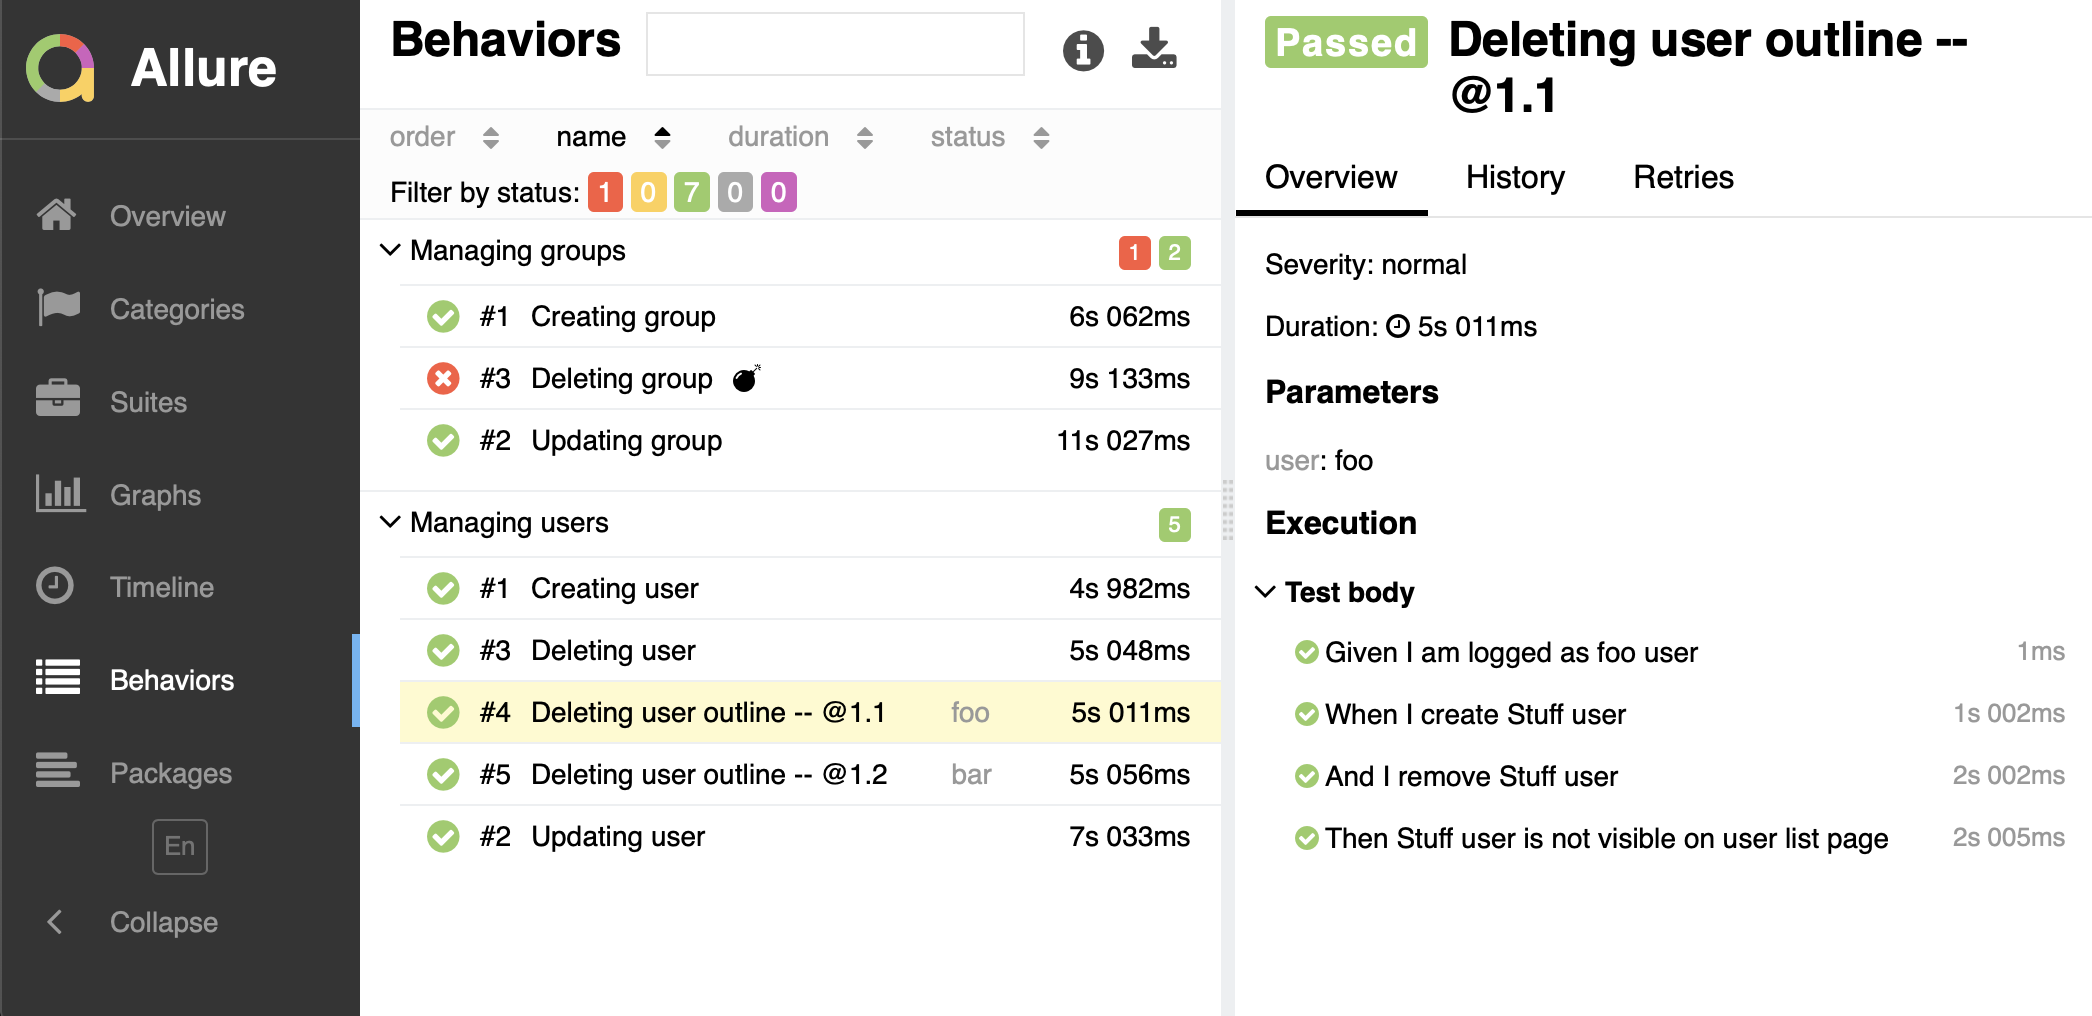 Allure
Overview
Categories
Suites
Graphs
Timeline
Behaviors
Packages
En
Collapse
Behaviors
order name duration status
Filter by status: 1 0 7 0 0
Managing groups 1 2
#1 Creating group 6s 062ms
#3 Deleting group 9s 133ms
#2 Updating group 11s 027ms
Managing users 5
#1 Creating user 4s 982ms
#3 Deleting user 5s 048ms
#4 Deleting user outline -- @1.1 foo 5s 011ms
#5 Deleting user outline -- @1.2 bar 5s 056ms
#2 Updating user 7s 033ms
Passed Deleting user outline --
@1.1
Overview History Retries
Severity: normal
Duration: 5s 011ms
Parameters
user: foo
Execution
Test body
Given I am logged as foo user 1ms
When I create Stuff user 1s 002ms
And I remove Stuff user 2s 002ms
Then Stuff user is not visible on user list page 2s 005ms